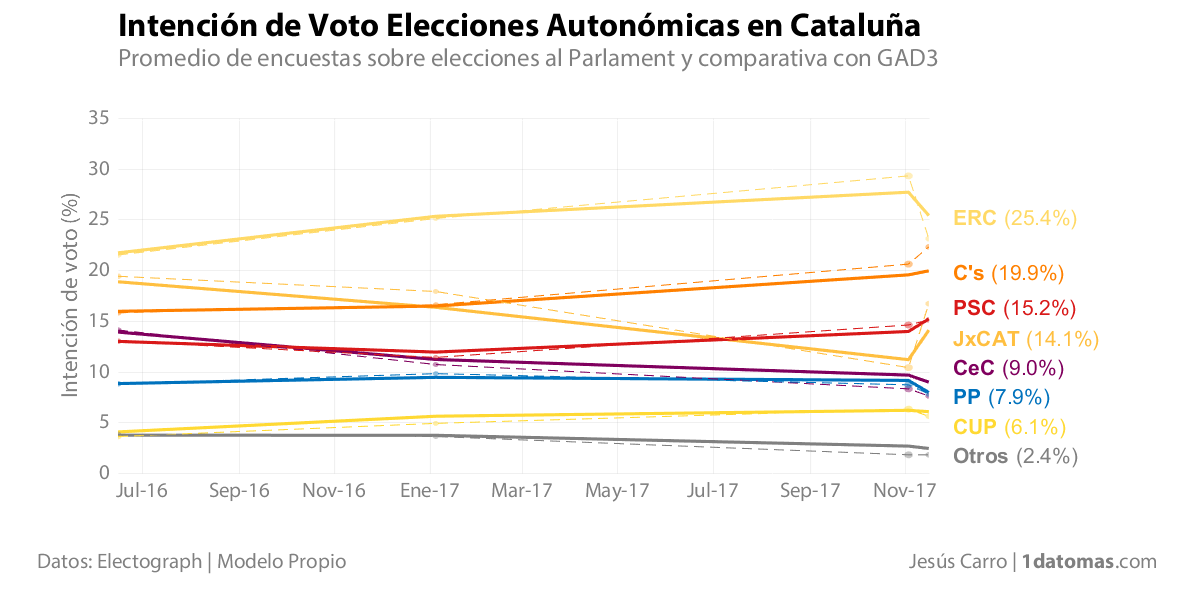 Intención de Voto Elecciones Autonómicas en Cataluña
Promedio de encuestas sobre elecciones al Parlament y comparativa con GAD3
Intención de voto (%)
35
30
25
20
15
10
5
0
Jul-16 Sep-16 Nov-16 Ene-17 Mar-17 May-17 Jul-17 Sep-17 Nov-17
ERC (25.4%)
C's (19.9%)
PSC (15.2%)
JxCAT (14.1%)
CeC (9.0%)
PP (7.9%)
CUP (6.1%)
Otros (2.4%)
Datos: Electograph | Modelo Propio
Jesús Carro | 1datomas.com